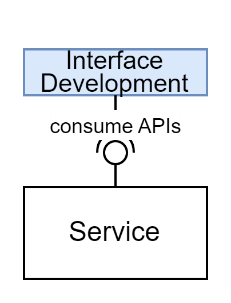 Interface
Development
consume APIs
Service